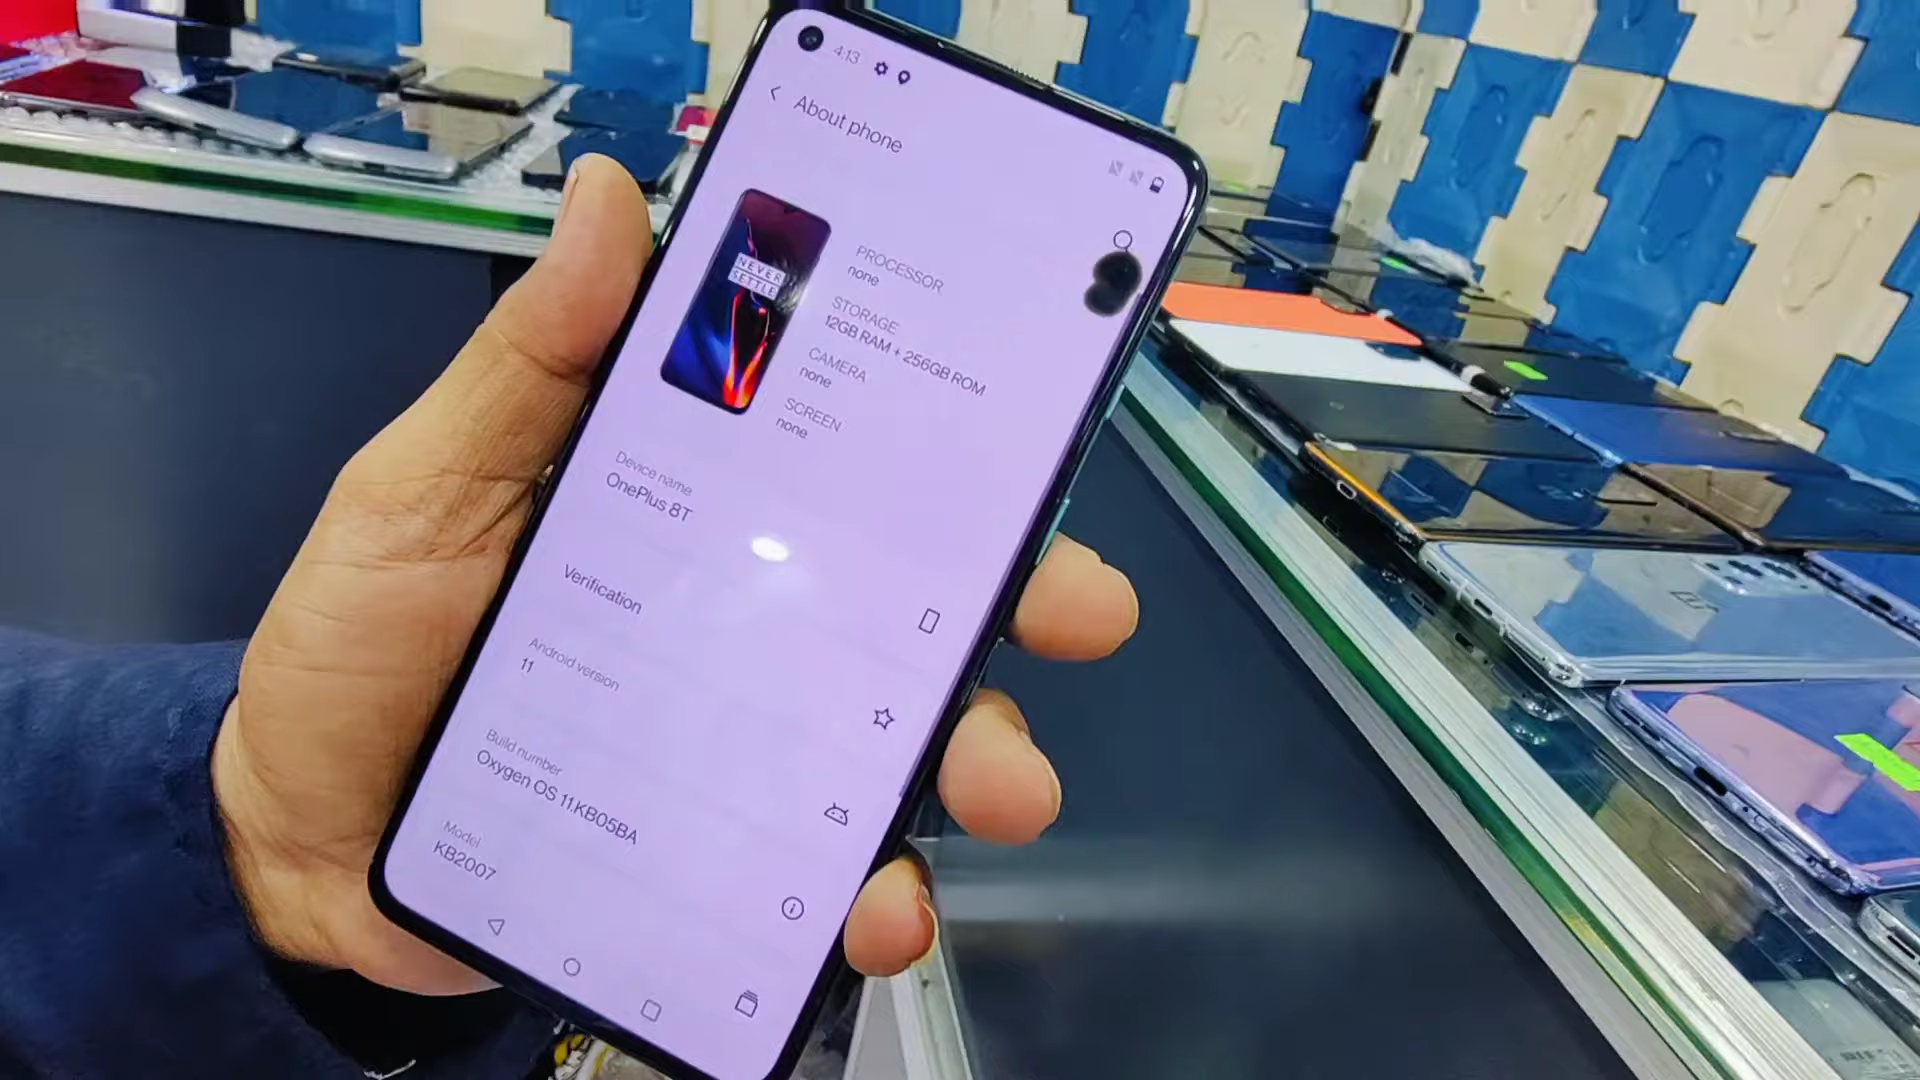 4:13
About phone
NEVER
SETTLE
PROCESSOR
none
STORAGE
12GB RAM + 256GB ROM
CAMERA
none
SCREEN
none
Device name
OnePlus 8T
Verification
Android version
11
Build number
Oxygen OS 11.KB05BA
Model
KB2007